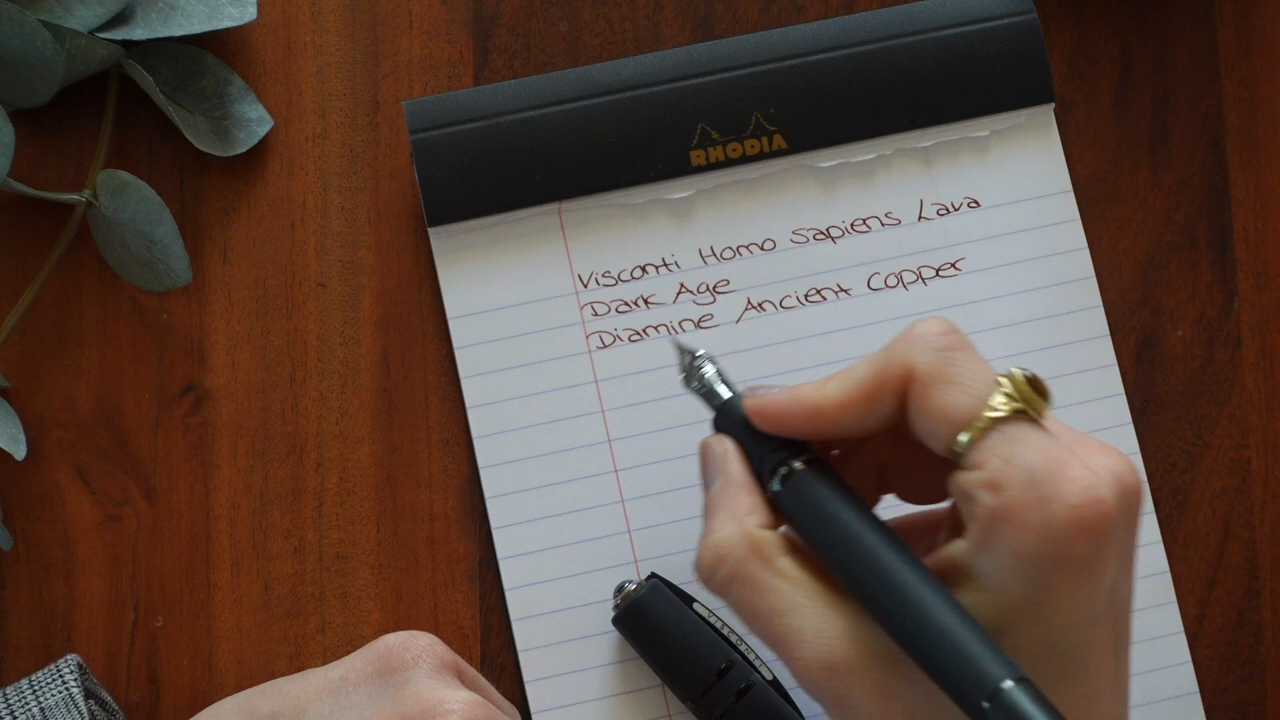 RHODIA
Visconti Homo Sapiens Lava
Dark Age
Diamine Ancient Copper
VISCONTI